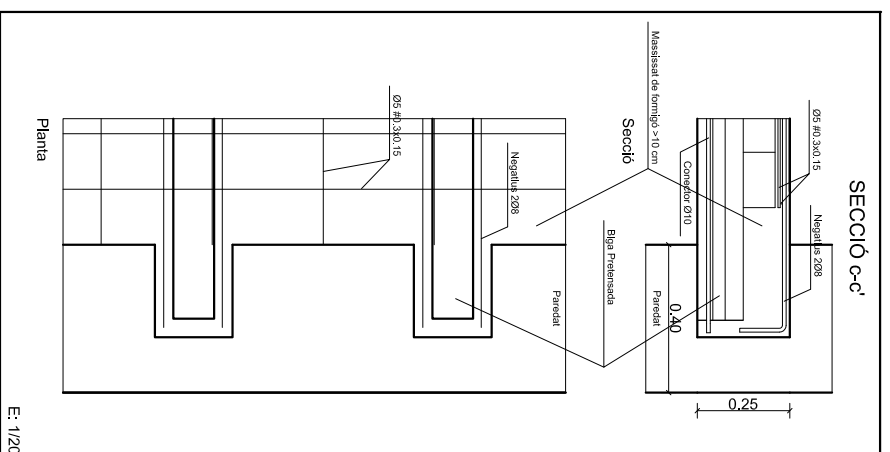 SECCIÓ c-c'
Ø5 #0.3x0.15
Negatius 2Ø8
Conector Ø10
Massissat de formigó >10 cm
Secció
Paredat
0.40
0.25
Biga Pretensada
Ø5 #0.3x0.15
Negatius 2Ø8
Paredat
Planta
E: 1/20